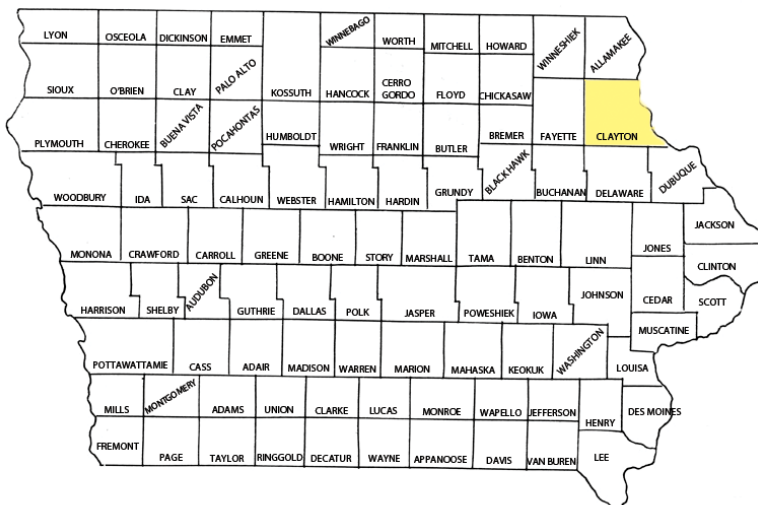 LYON
OSCEOLA
DICKINSON
EMMET
WINNEBAGO
WORTH
MITCHELL
HOWARD
WINNESHIEK
ALLAMAKEE
SIOUX
O'BRIEN
CLAY
PALO ALTO
KOSSUTH
HANCOCK
CERRO
GORDO
FLOYD
CHICKASAW
PLYMOUTH
CHEROKEE
BUENA VISTA
POCAHONTAS
HUMBOLDT
WRIGHT
FRANKLIN
BUTLER
BREMER
FAYETTE
CLAYTON
WOODBURY
IDA
SAC
CALHOUN
WEBSTER
HAMILTON
HARDIN
GRUNDY
BLACK HAWK
BUCHANAN
DELAWARE
DUBUQUE
MONONA
CRAWFORD
CARROLL
GREENE
BOONE
STORY
MARSHALL
TAMA
BENTON
LINN
JONES
JACKSON
CLINTON
HARRISON
SHELBY
AUDUBON
GUTHRIE
DALLAS
POLK
JASPER
POWESHIEK
IOWA
JOHNSON
CEDAR
SCOTT
MUSCATINE
POTTAWATTAMIE
CASS
ADAIR
MADISON
WARREN
MARION
MAHASKA
KEOKUK
WASHINGTON
LOUISA
MILLS
MONTGOMERY
ADAMS
UNION
CLARKE
LUCAS
MONROE
WAPELLO
JEFFERSON
HENRY
DES MOINES
FREMONT
PAGE
TAYLOR
RINGGOLD
DECATUR
WAYNE
APPANOOSE
DAVIS
VAN BUREN
LEE